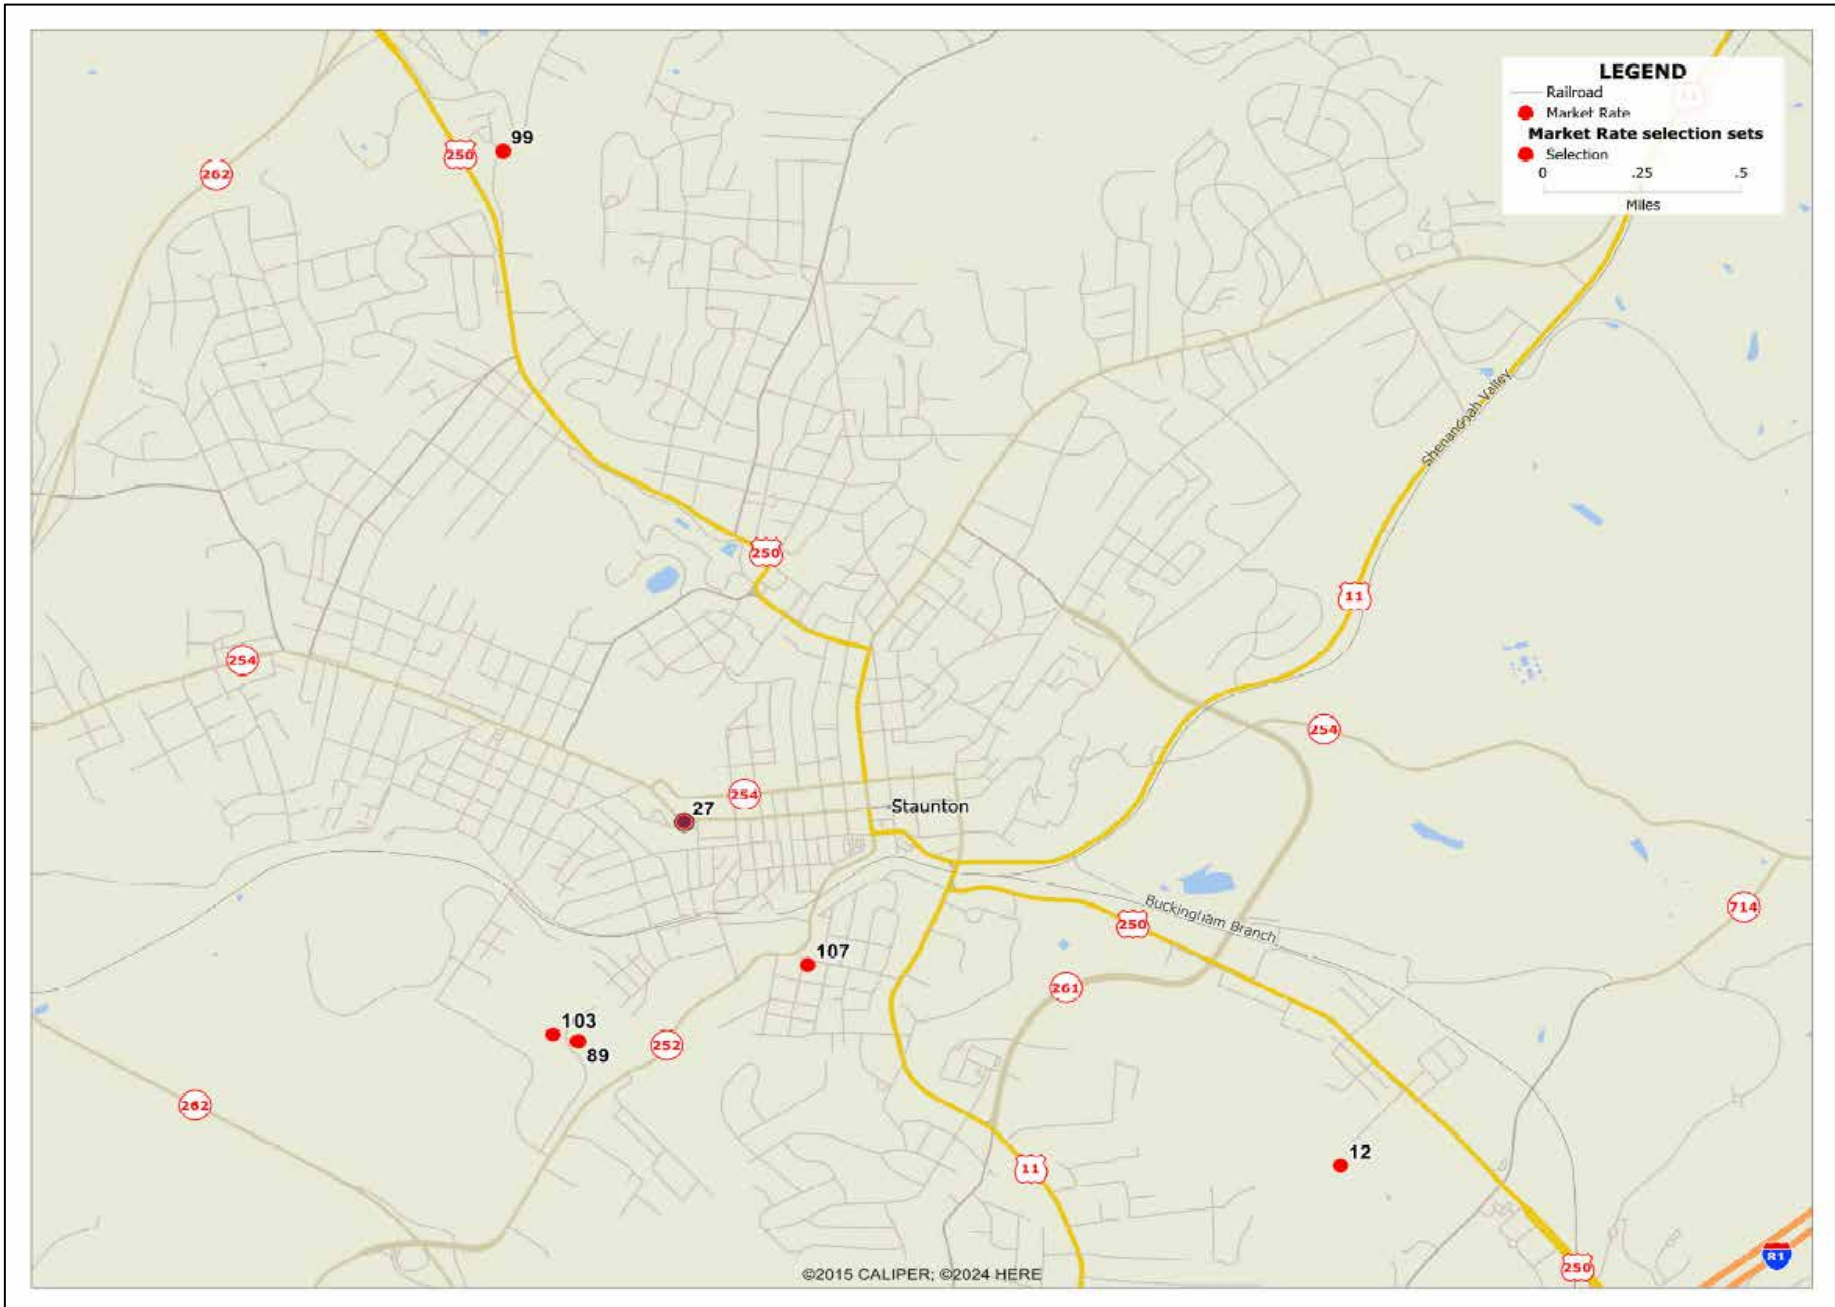 LEGEND
Railroad
Market Rate
Market Rate selection sets
Selection
0 .25 .5
Miles
99
250
262
Shenandoah Valley
250
11
254
254
254
27
Staunton
714
Buckingham Branch
250
107
261
103
252
89
262
12
11
250
81
©2015 CALIPER; ©2024 HERE